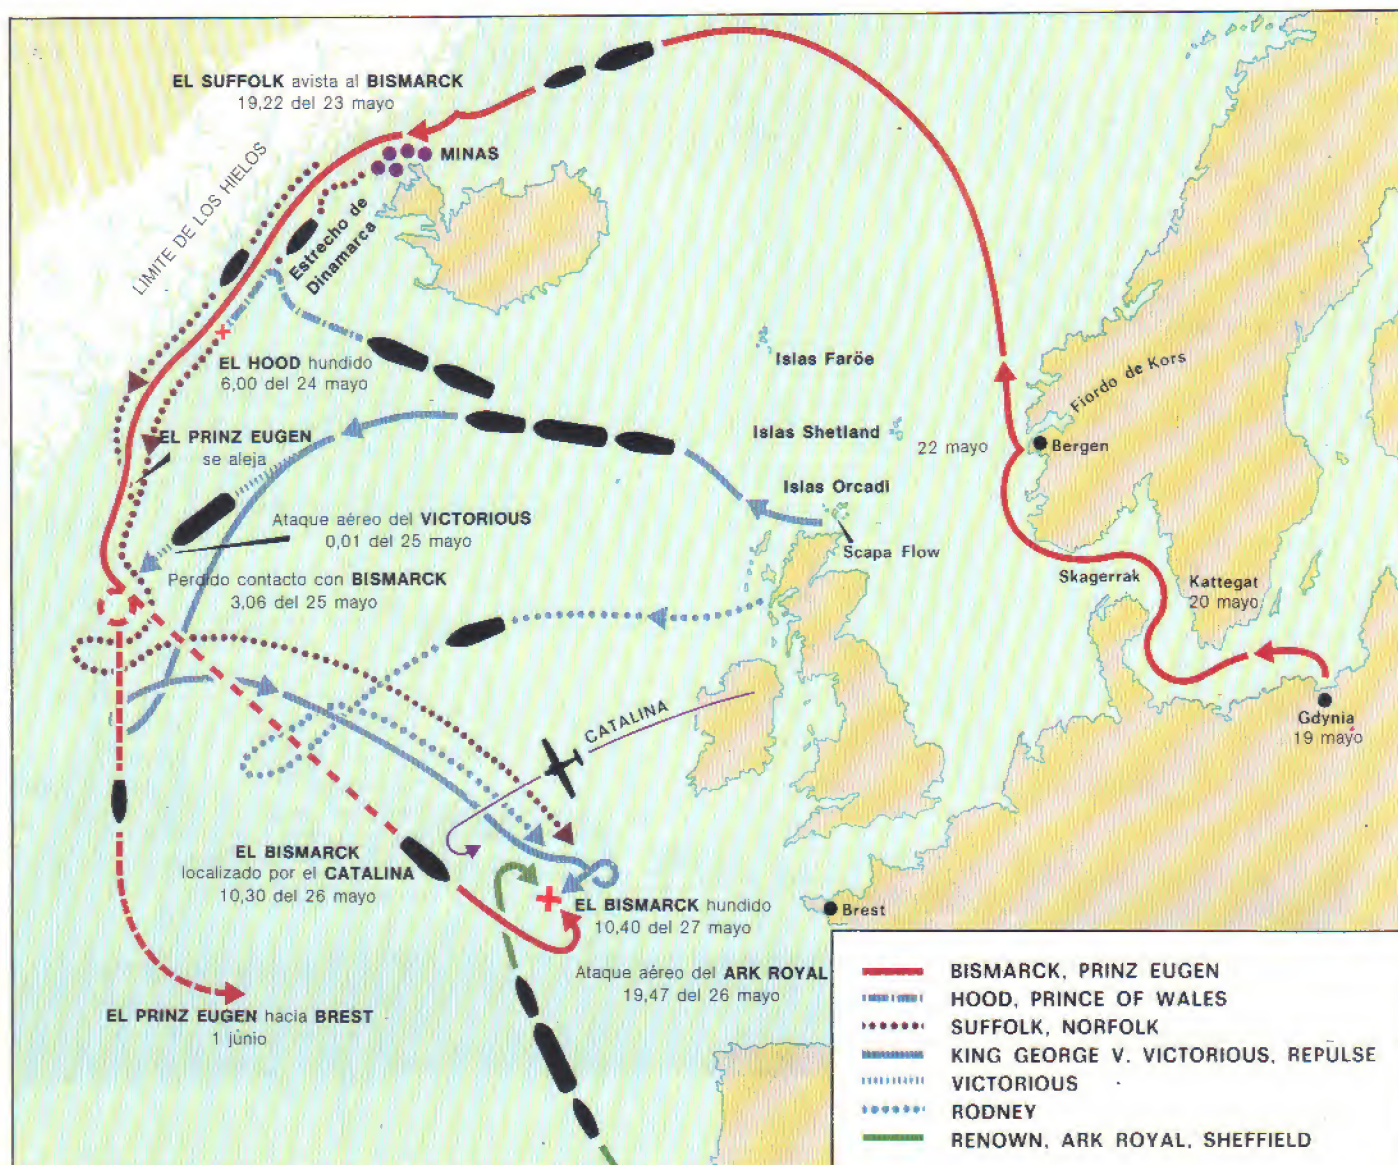 EL SUFFOLK avista al BISMARCK
19,22 del 23 mayo
MINAS
LIMITE DE LOS HIELOS
Estrecho de
Dinamarca
EL HOOD hundido
6,00 del 24 mayo
Islas Faröe
Fiordo de Kors
EL PRINZ EUGEN
se aleja
Islas Shetland
22 mayo
Bergen
Islas Orcadi
Scapa Flow
Ataque aéreo del VICTORIOUS
0,01 del 25 mayo
Perdido contacto con BISMARCK
3,06 del 25 mayo
Skagerrak
Kattegat
20 mayo
Gdynia
19 mayo
CATALINA
EL BISMARCK
localizado por el CATALINA
10,30 del 26 mayo
EL BISMARCK hundido
10,40 del 27 mayo
Brest
Ataque aéreo del ARK ROYAL
19,47 del 26 mayo
EL PRINZ EUGEN hacia BREST
1 junio
BISMARCK, PRINZ EUGEN
HOOD, PRINCE OF WALES
SUFFOLK, NORFOLK
KING GEORGE V. VICTORIOUS, REPULSE
VICTORIOUS
RODNEY
RENOWN, ARK ROYAL, SHEFFIELD